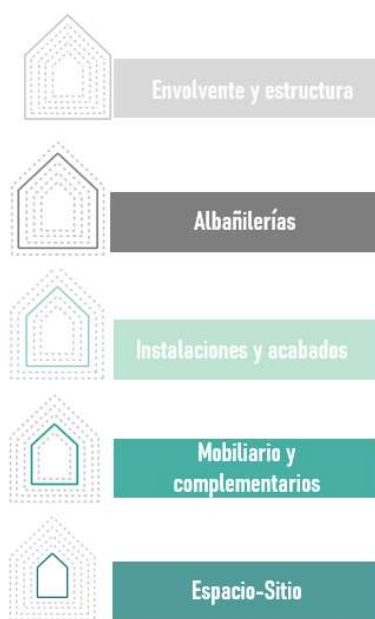 Envolvente y estructura
Albañilerías
Instalaciones y acabados
Mobiliario y
complementarios
Espacio-Sitio